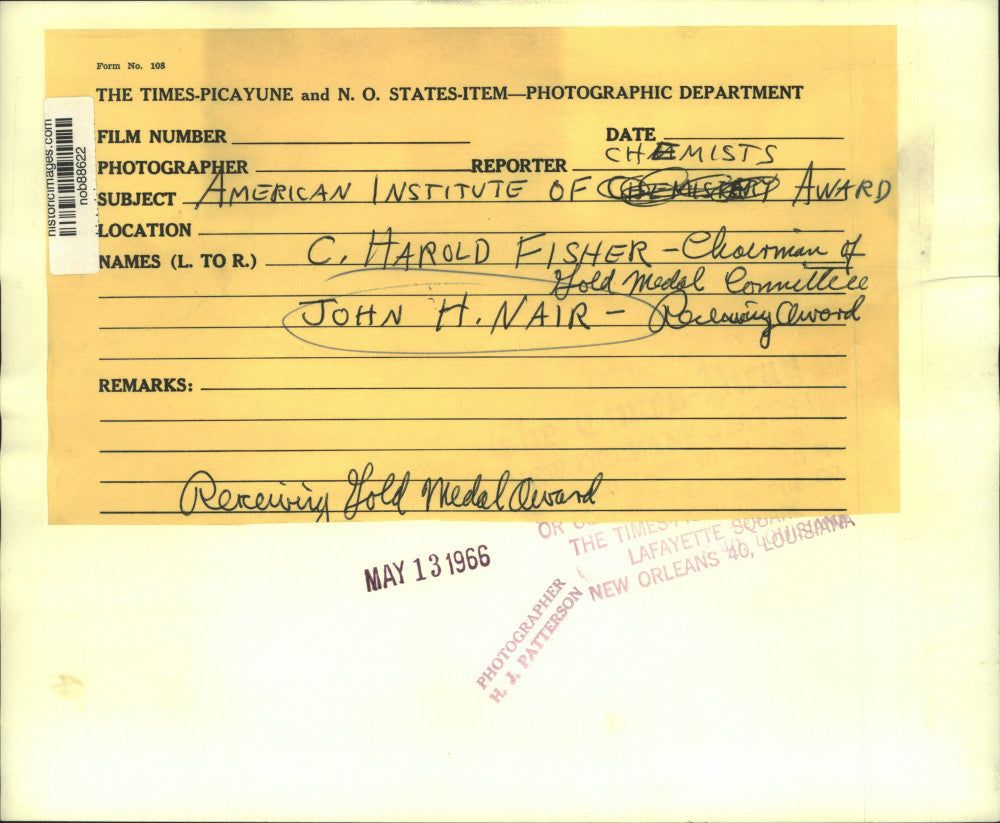 Form No. 108
THE TIMES-PICAYUNE and N. O. STATES-ITEM—PHOTOGRAPHIC DEPARTMENT
FILM NUMBER
DATE
PHOTOGRAPHER
REPORTER
CHEMISTS
SUBJECT AMERICAN INSTITUTE OF AWARD
LOCATION
NAMES (L. TO R.) C. HAROLD FISHER - Chairman of
Gold Medal Committee
JOHN H. NAIR - Receiving Award
REMARKS:
Receiving Gold Medal Award
historicimages.com
nob88622
MAY 13 1966
OR
THE TIMES-
LAFAYETTE SQUARE
NEW ORLEANS 40, LOUISIANA
PHOTOGRAPHER
H. J. PATTERSON